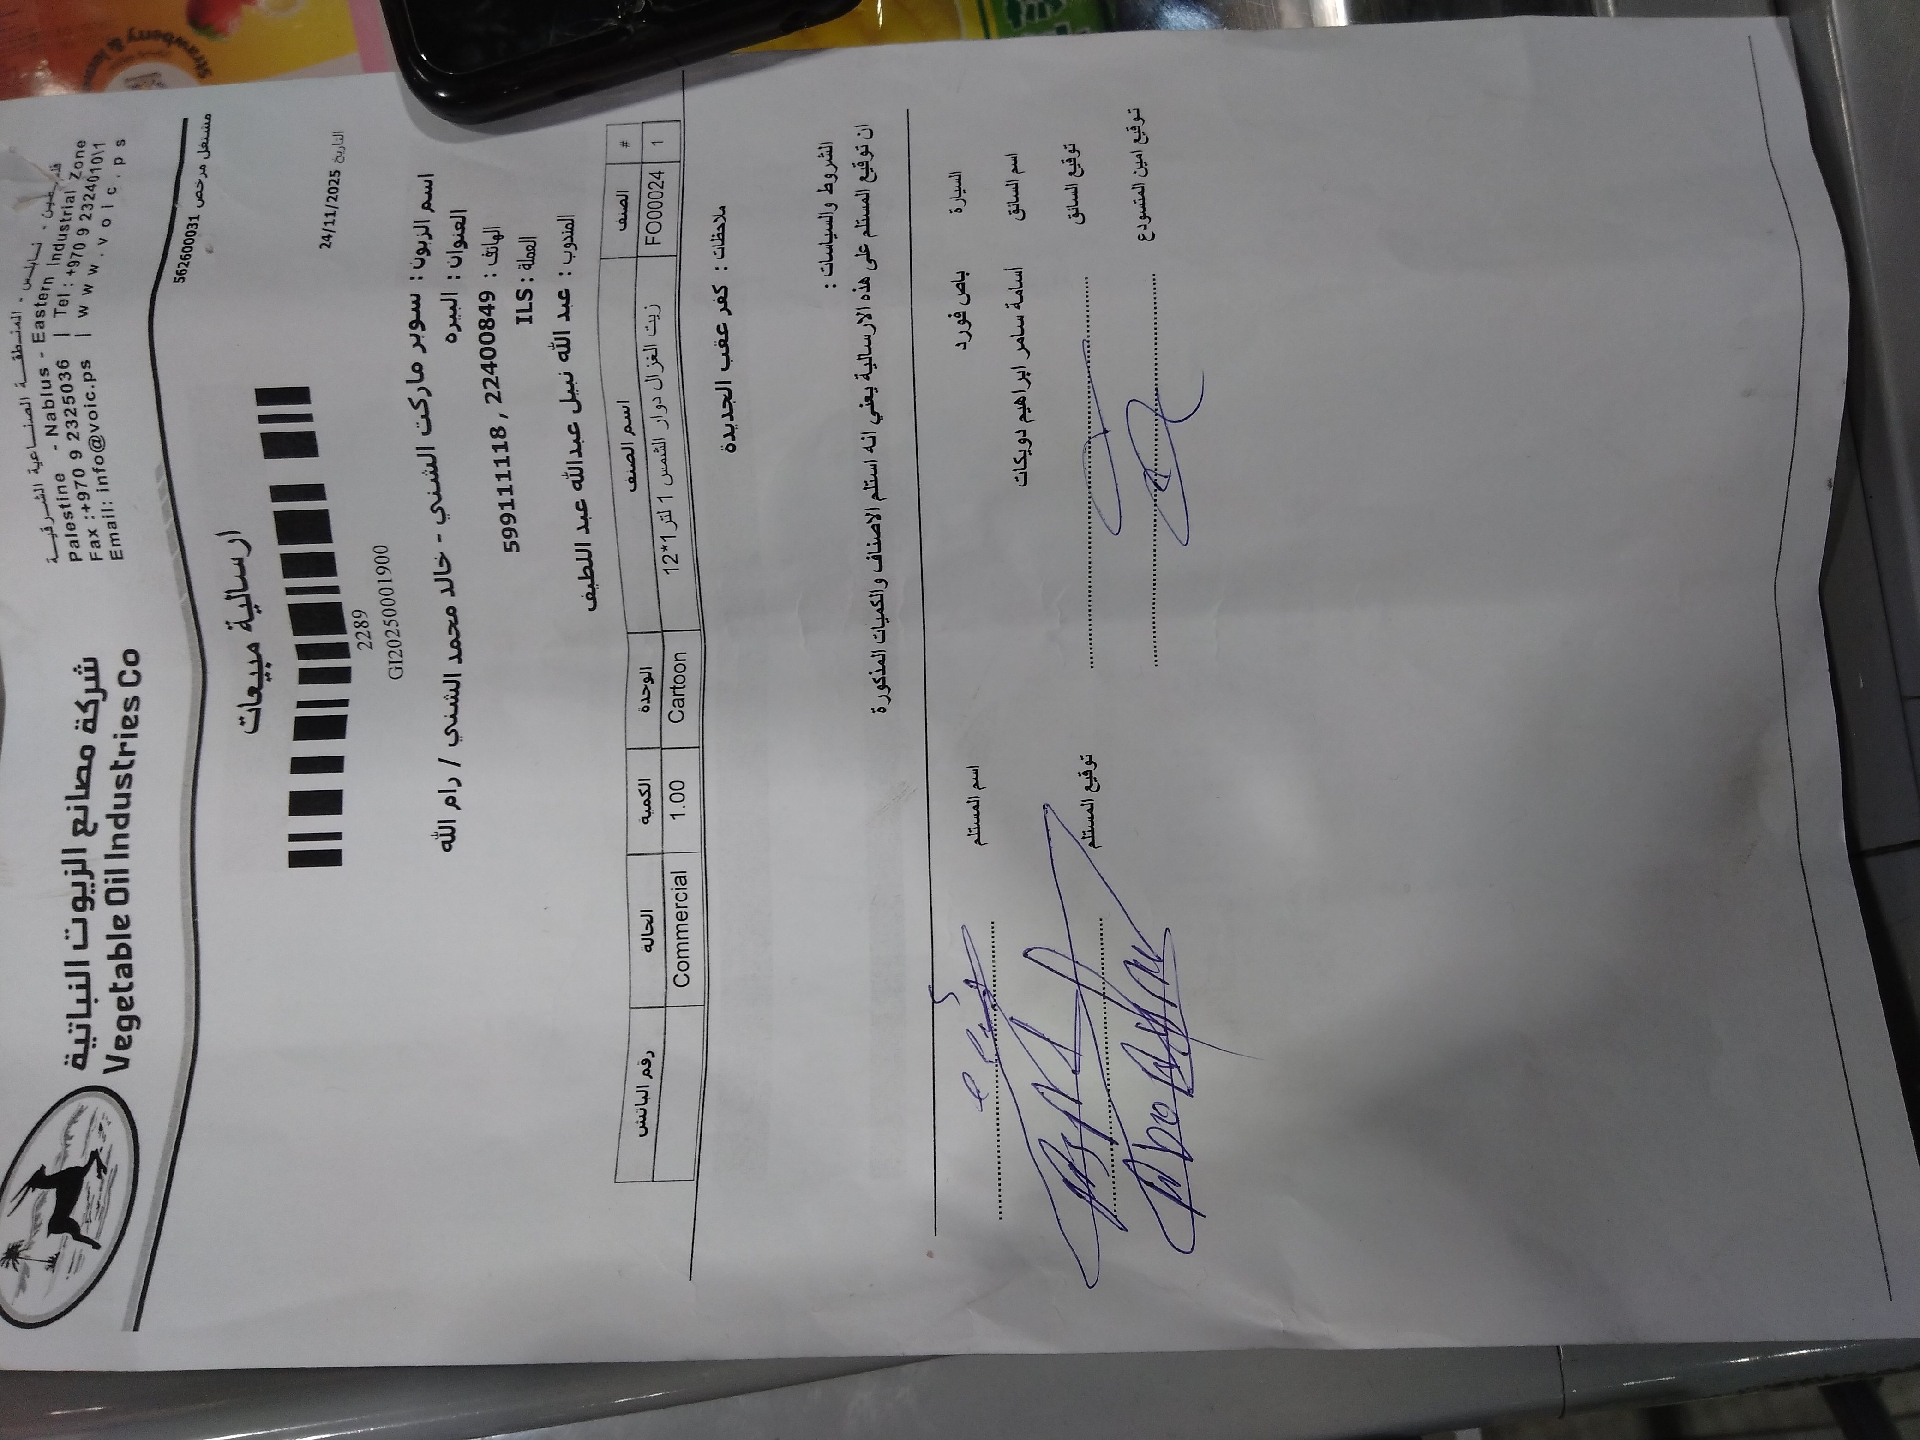 شركة مصانع الزيوت النباتية
Vegetable Oil Industries Co
فلسطين - نابلس - المنطقة الصناعية الشرقية
Palestine - Nablus - Eastern Industrial Zone
Fax :+970 9 2325036 | Tel : +970 9 2324010\1
Email: info@voic.ps | www.voic.ps
مشتغل مرخص 562600031
ارسالية مبيعات
2289
GI202500001900
التاريخ 24/11/2025
اسم الزبون : سوبر ماركت الشني - خالد محمد الشني / رام الله
العنوان : البيره
الهاتف : 22400849 , 599111118
العملة : ILS
المندوب : عبد الله نبيل عبدالله عبد اللطيف
# الصنف اسم الصنف الوحدة الكمية الحالة رقم الباتش
1 FO00024 زيت الغزال دوار الشمس 1 لتر 1*12 Cartoon 1.00 Commercial
ملاحظات : كفر عقب الجديدة
الشروط والسياسات :
ان توقيع المستلم على هذه الارسالية يعني انه استلم الاصناف والكميات المذكورة
السيارة باص فورد اسم المستلم
اسم السائق اسامة سامر ابراهيم دويكات
توقيع السائق توقيع المستلم
توقيع امين المستودع
Strawberry &